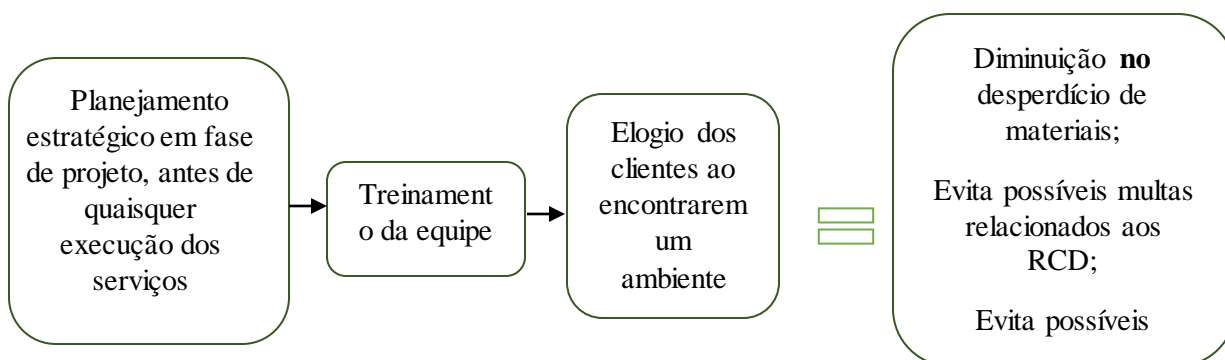 Planejamento
estratégico em fase
de projeto, antes de
quaisquer
execução dos
serviços
Treinament
o da equipe
Elogio dos
clientes ao
encontrarem
um
ambiente
Diminuição no
desperdício de
materiais;
Evita possíveis multas
relacionados aos
RCD;
Evita possíveis